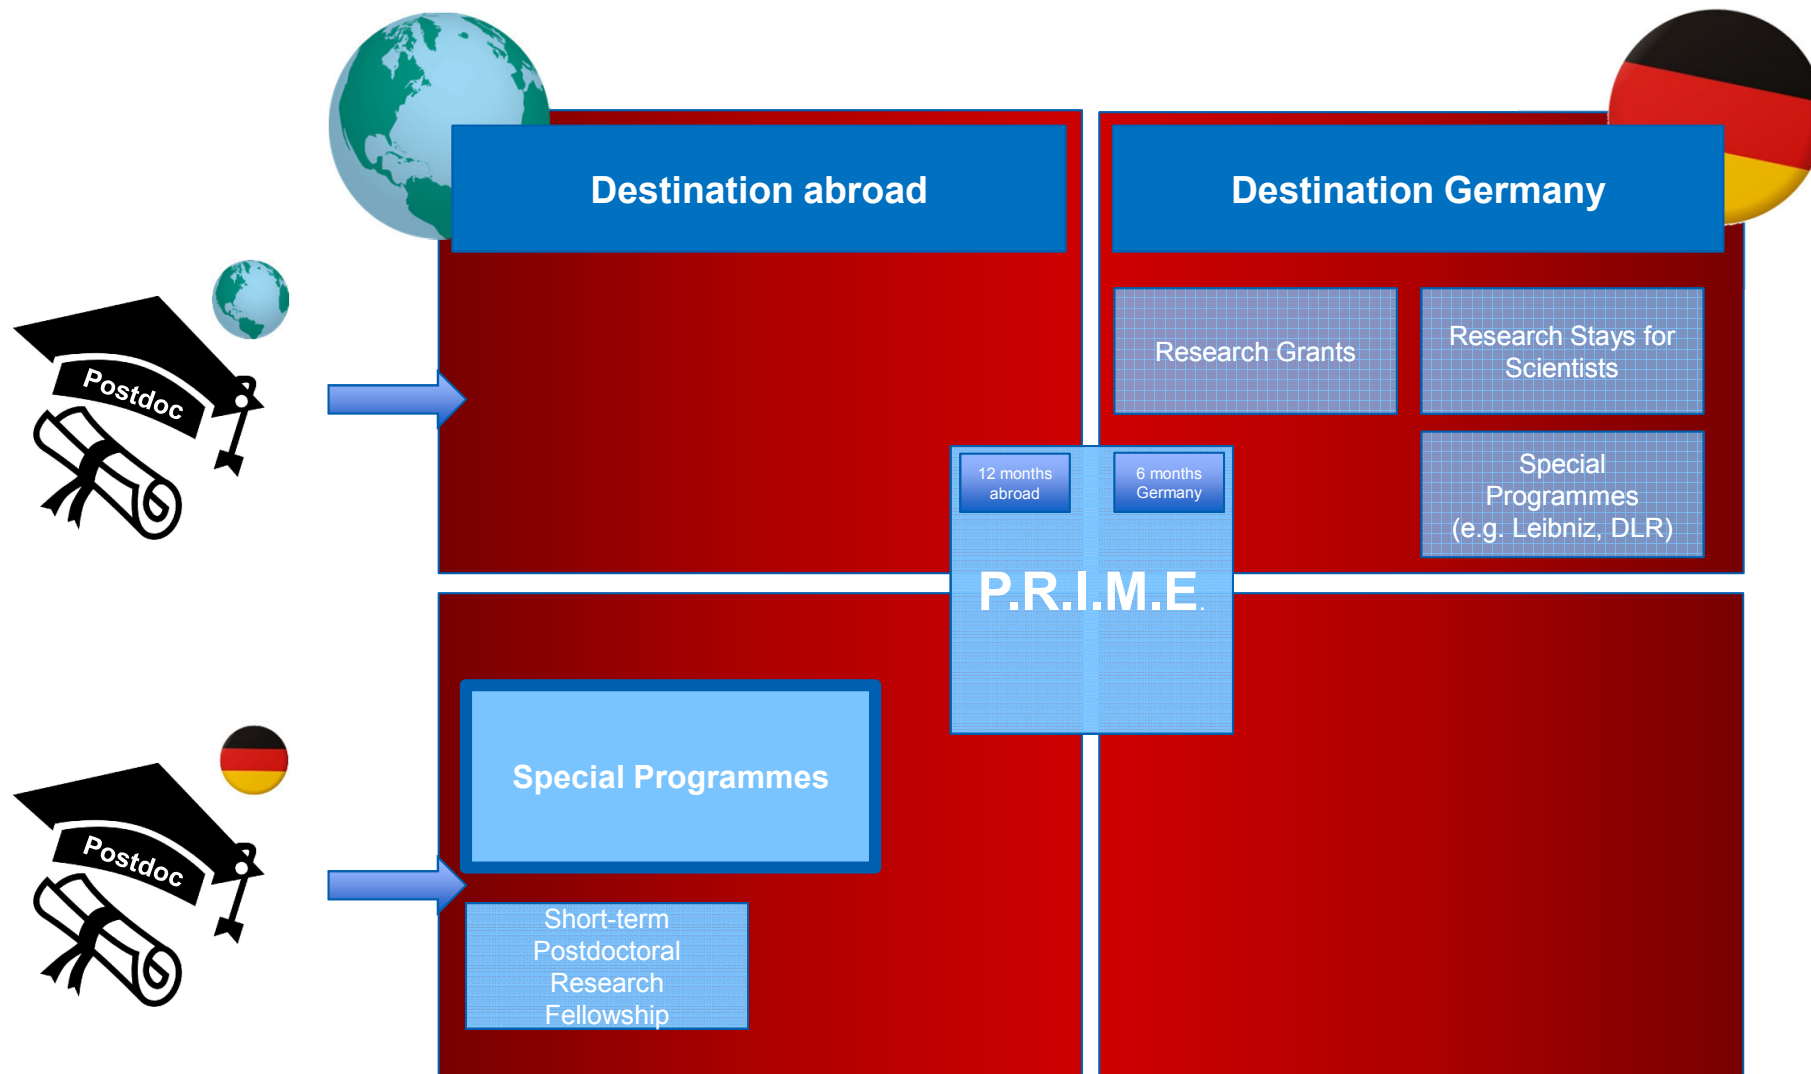 Destination abroad
Destination Germany
Postdoc
Research Grants
Research Stays for
Scientists
Special
Programmes
(e.g. Leibniz, DLR)
12 months
abroad
6 months
Germany
P.R.I.M.E.
Postdoc
Special Programmes
Short-term
Postdoctoral
Research
Fellowship